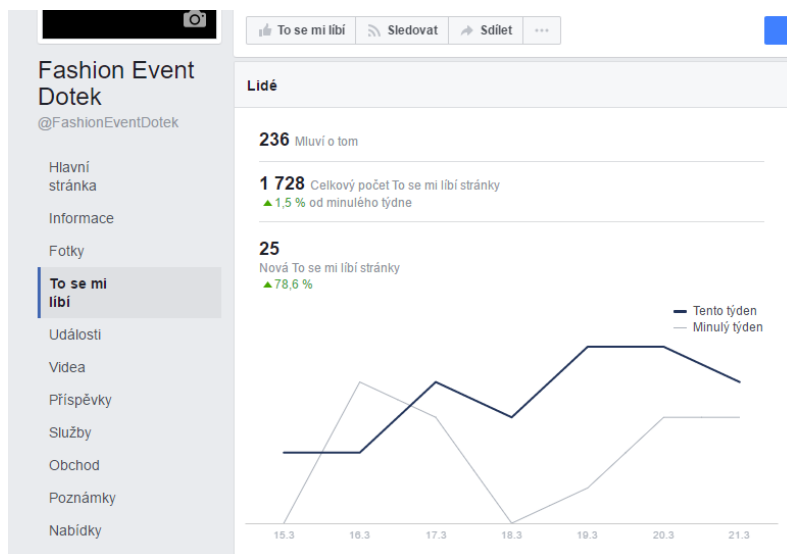 To se mi líbí
Sledovat
Sdílet
Fashion Event
Dotek
@FashionEventDotek
Hlavní
stránka
Informace
Fotky
To se mi
líbí
Události
Videa
Příspěvky
Služby
Obchod
Poznámky
Nabídky
Lidé
236 Mluví o tom
1 728 Celkový počet To se mi líbí stránky
1,5 % od minulého týdne
25
Nová To se mi líbí stránky
78,6 %
Tento týden
Minulý týden
15.3 16.3 17.3 18.3 19.3 20.3 21.3